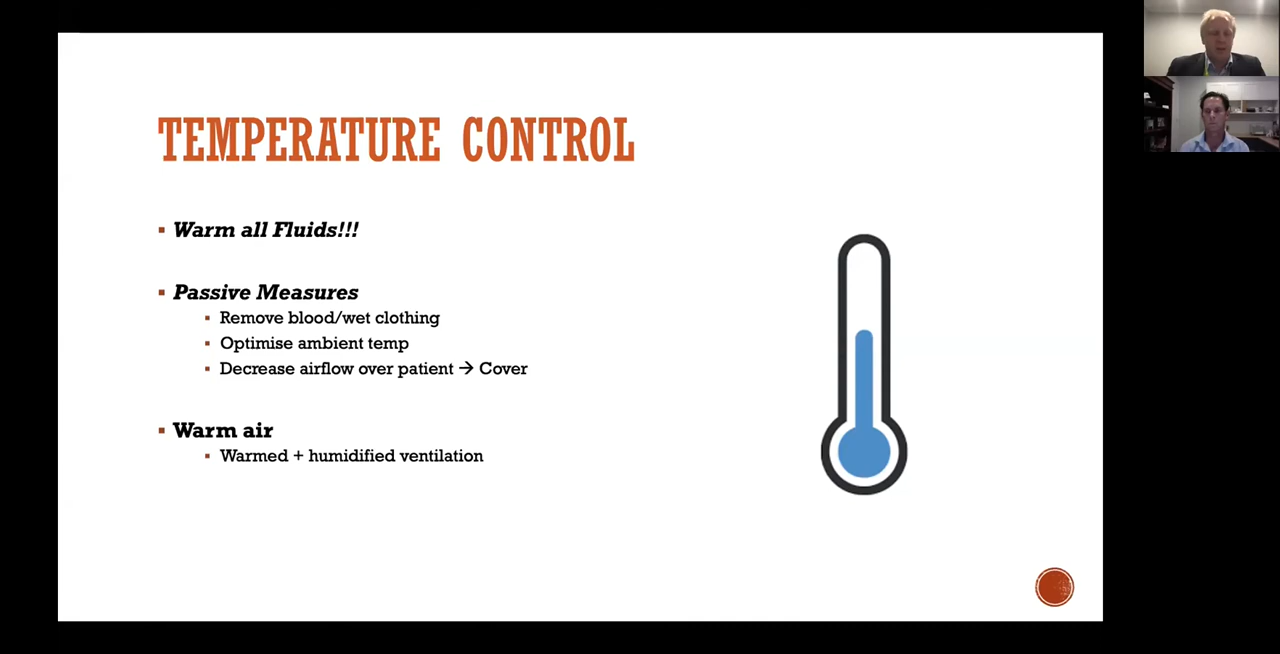 TEMPERATURE CONTROL
▪ Warm all Fluids!!!
▪ Passive Measures
▪ Remove blood/wet clothing
▪ Optimise ambient temp
▪ Decrease airflow over patient → Cover
▪ Warm air
▪ Warmed + humidified ventilation